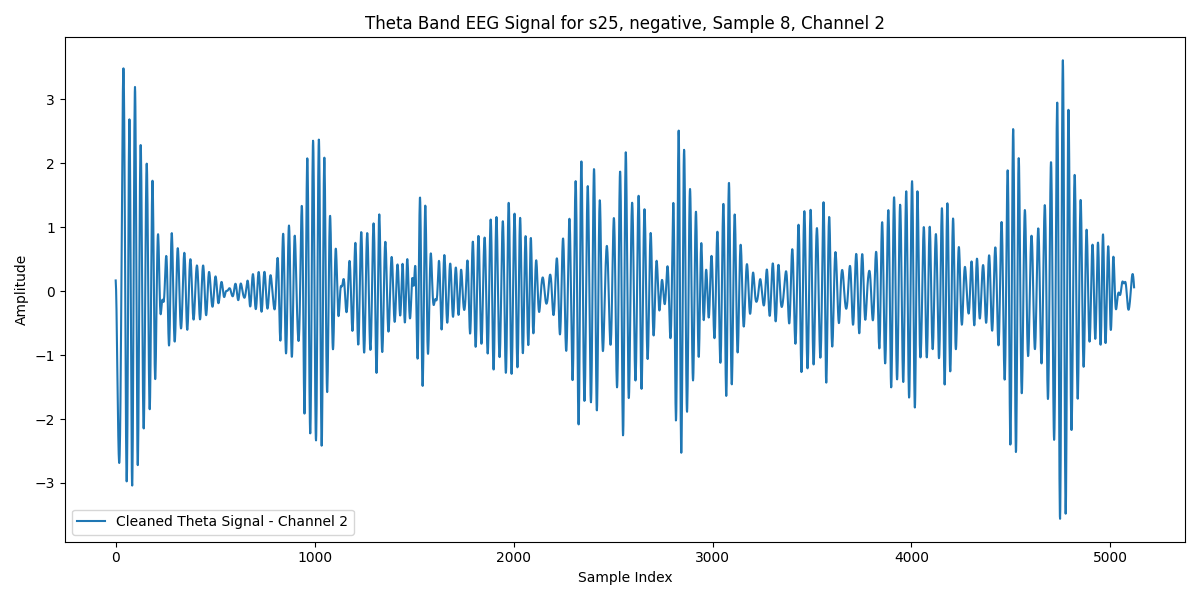 Theta Band EEG Signal for s25, negative, Sample 8, Channel 2
Amplitude
3
2
1
0
−1
−2
−3
Cleaned Theta Signal - Channel 2
0 1000 2000 3000 4000 5000
Sample Index